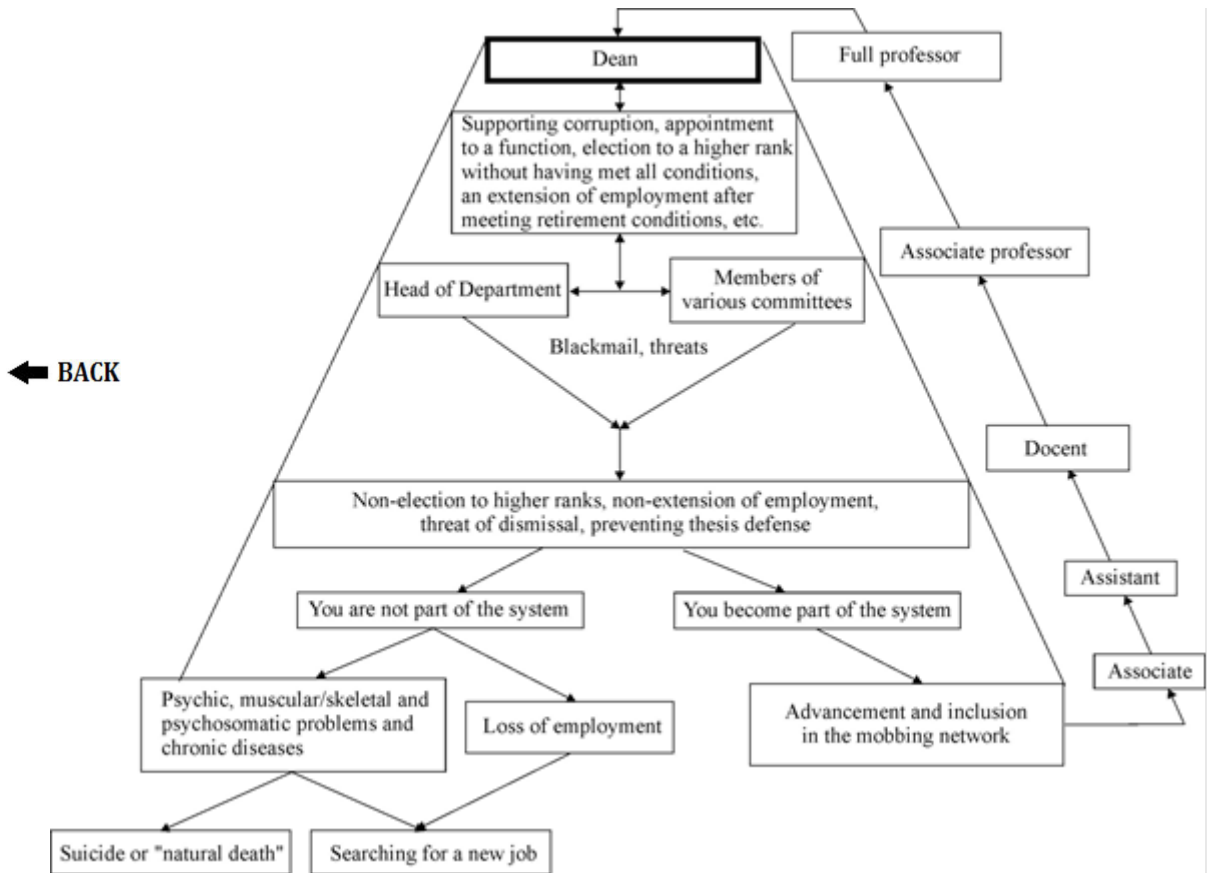 Dean
Full professor
Supporting corruption, appointment
to a function, election to a higher rank
without having met all conditions,
an extension of employment after
meeting retirement conditions, etc.
Associate professor
Head of Department
Members of
various committees
Blackmail, threats
BACK
Docent
Non-election to higher ranks, non-extension of employment,
threat of dismissal, preventing thesis defense
Assistant
You are not part of the system
You become part of the system
Associate
Psychic, muscular/skeletal and
psychosomatic problems and
chronic diseases
Loss of employment
Advancement and inclusion
in the mobbing network
Suicide or "natural death"
Searching for a new job